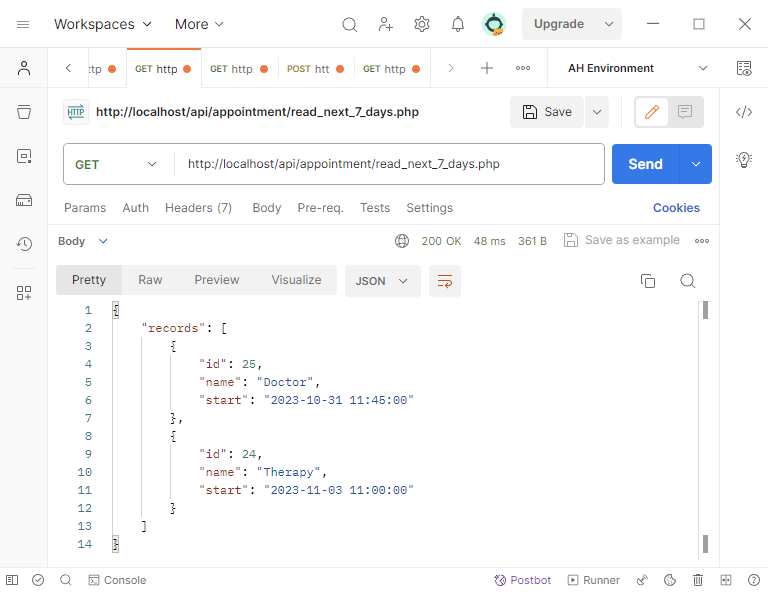 Workspaces More Upgrade
ttp GET http GET http POST htt GET http AH Environment
HTTP http://localhost/api/appointment/read_next_7_days.php Save
GET http://localhost/api/appointment/read_next_7_days.php Send
Params Auth Headers (7) Body Pre-req. Tests Settings Cookies
Body 200 OK 48 ms 361 B Save as example
Pretty Raw Preview Visualize JSON
1 {
2 "records": [
3 {
4 "id": 25,
5 "name": "Doctor",
6 "start": "2023-10-31 11:45:00"
7 },
8 {
9 "id": 24,
10 "name": "Therapy",
11 "start": "2023-11-03 11:00:00"
12 }
13 ]
14 }
Console Postbot Runner